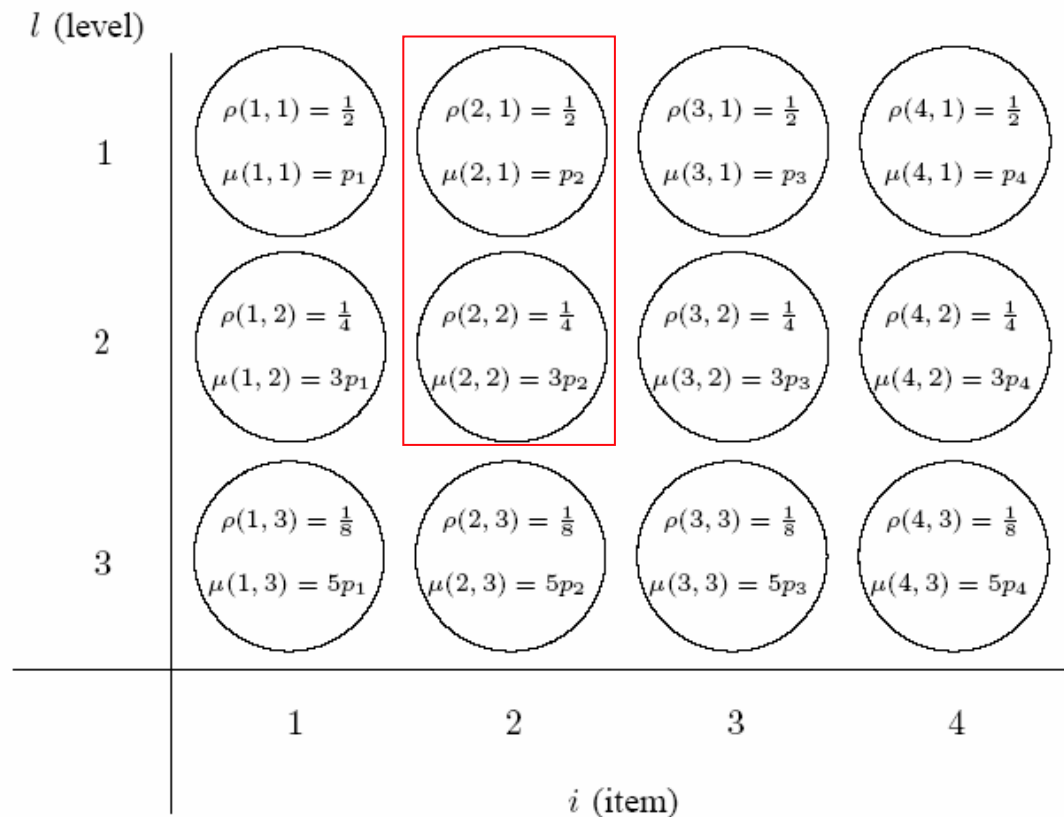 l (level)
ρ(1, 1) = 1/2 ρ(2, 1) = 1/2 ρ(3, 1) = 1/2 ρ(4, 1) = 1/2
1
μ(1, 1) = p₁ μ(2, 1) = p₂ μ(3, 1) = p₃ μ(4, 1) = p₄
ρ(1, 2) = 1/4 ρ(2, 2) = 1/4 ρ(3, 2) = 1/4 ρ(4, 2) = 1/4
2
μ(1, 2) = 3p₁ μ(2, 2) = 3p₂ μ(3, 2) = 3p₃ μ(4, 2) = 3p₄
ρ(1, 3) = 1/8 ρ(2, 3) = 1/8 ρ(3, 3) = 1/8 ρ(4, 3) = 1/8
3
μ(1, 3) = 5p₁ μ(2, 3) = 5p₂ μ(3, 3) = 5p₃ μ(4, 3) = 5p₄
1 2 3 4
i (item)